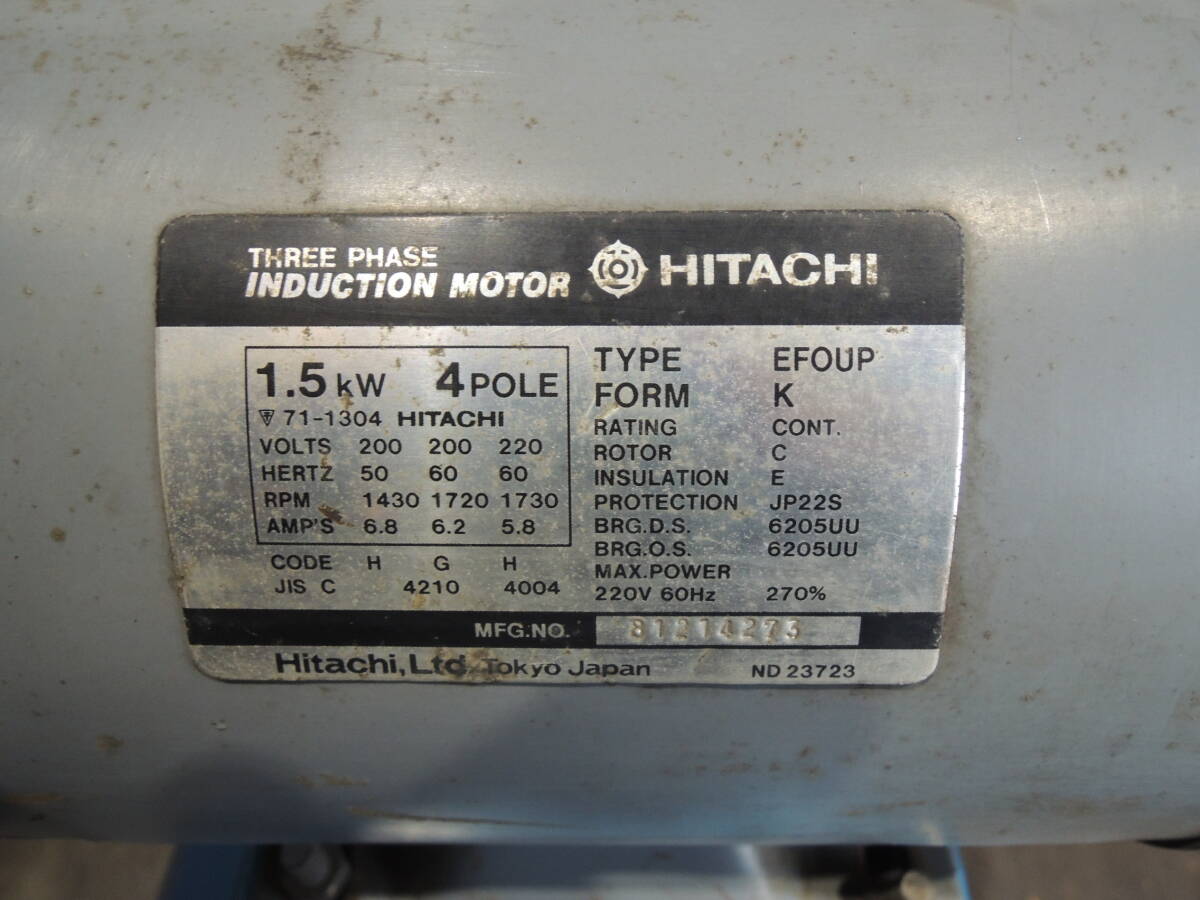 THREE PHASE
INDUCTION MOTOR HITACHI
1.5 kW 4 POLE
71-1304 HITACHI
VOLTS 200 200 220
HERTZ 50 60 60
RPM 1430 1720 1730
AMP'S 6.8 6.2 5.8
CODE H G H
JIS C 4210 4004
TYPE EFOUP
FORM K
RATING CONT.
ROTOR C
INSULATION E
PROTECTION JP22S
BRG.D.S. 6205UU
BRG.O.S. 6205UU
MAX.POWER
220V 60Hz 270%
MFG.NO. 81214273
Hitachi, Ltd. Tokyo Japan ND 23723